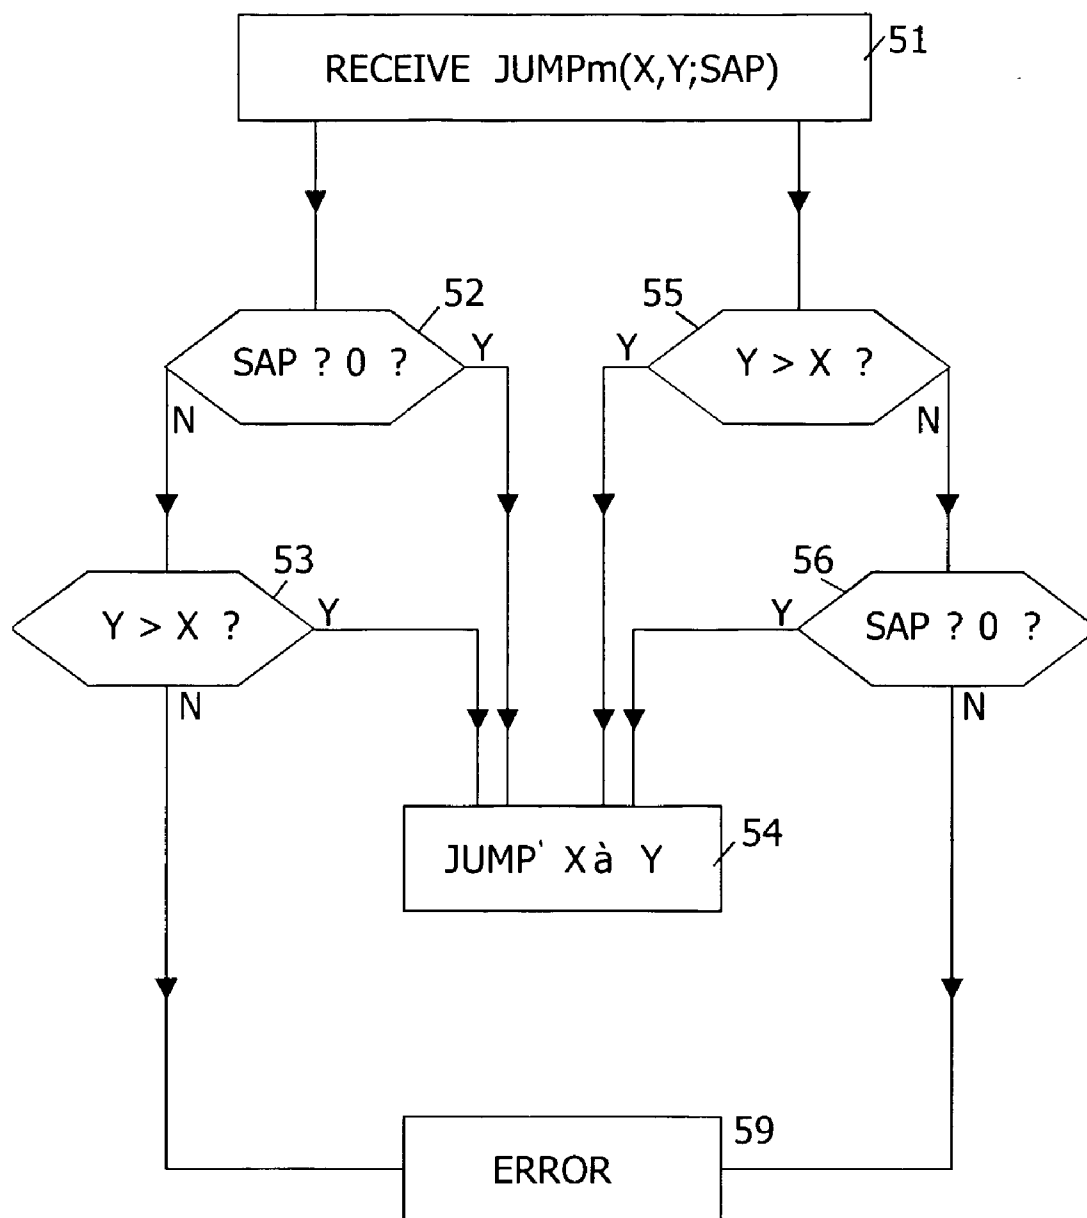 51
RECEIVE JUMPm(X,Y;SAP)
52
55
SAP ? 0 ?
Y
Y
Y > X ?
N
N
53
56
Y > X ?
Y
Y
SAP ? 0 ?
N
N
54
JUMP' X à Y
59
ERROR